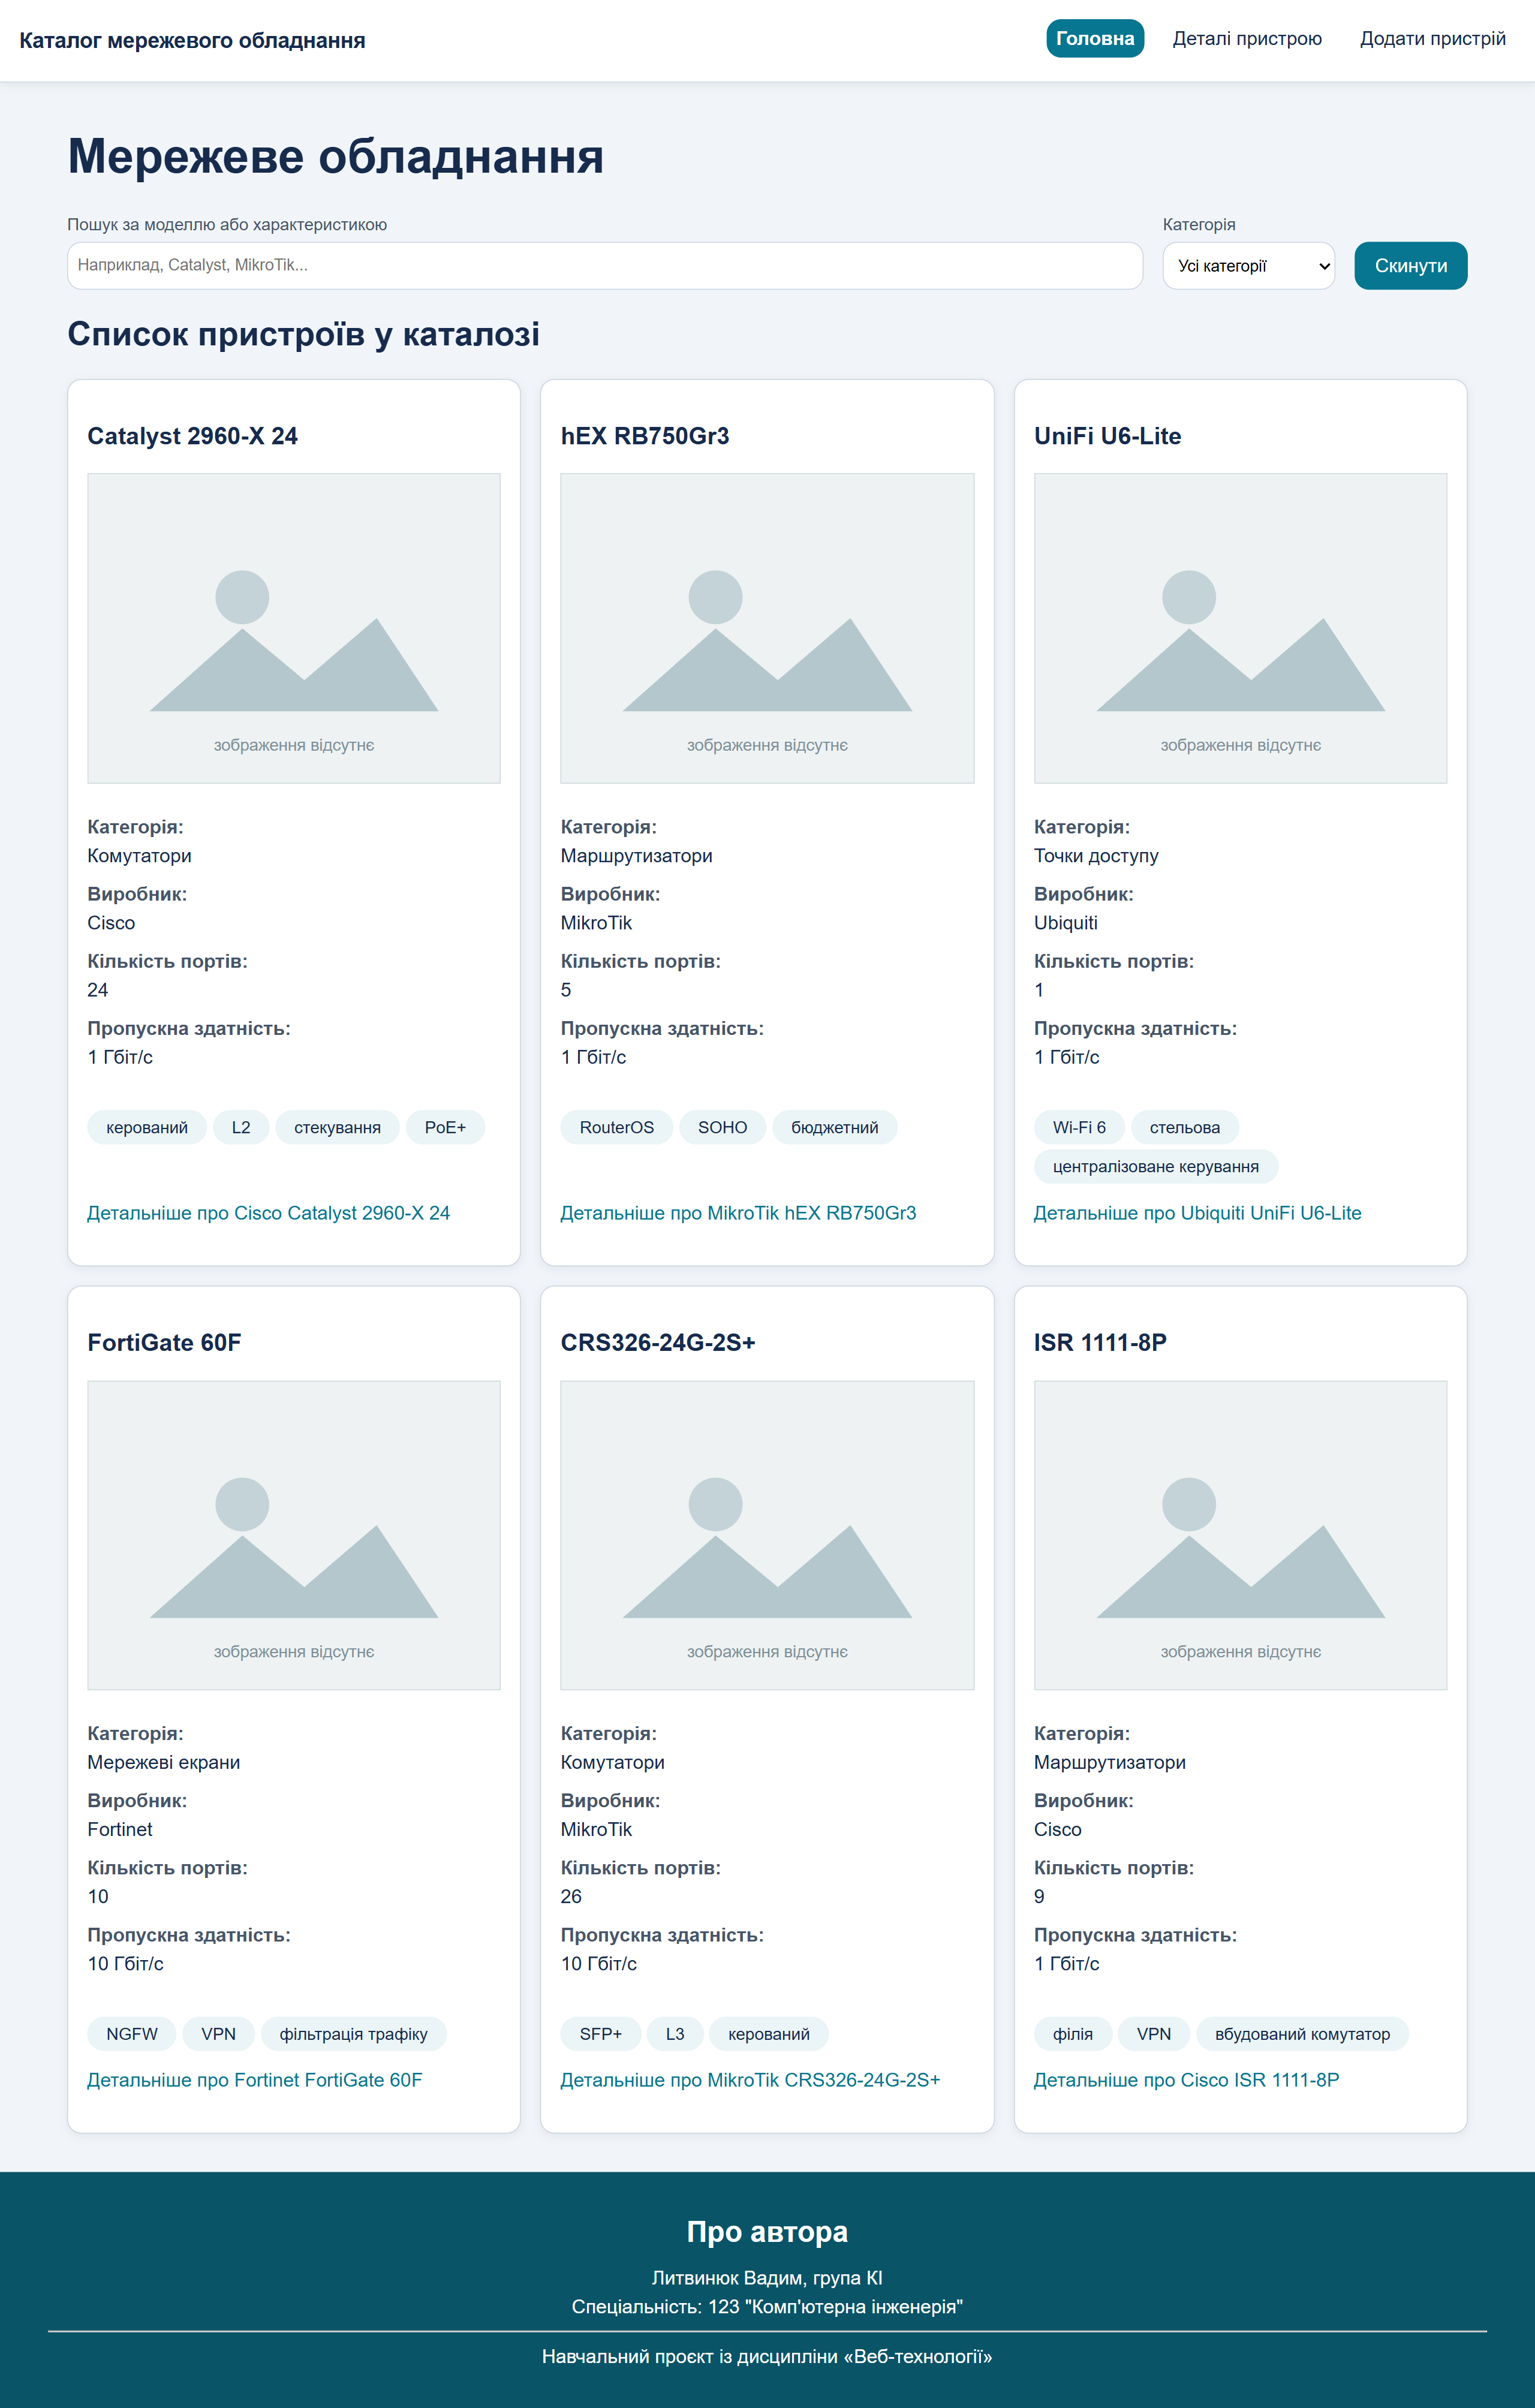 Каталог мережевого обладнання
Головна
Деталі пристрою
Додати пристрій
Мережеве обладнання
Пошук за моделлю або характеристикою
Категорія
Наприклад, Catalyst, MikroTik...
Усі категорії
Скинути
Список пристроїв у каталозі
Catalyst 2960-X 24
зображення відсутнє
Категорія:
Комутатори
Виробник:
Cisco
Кількість портів:
24
Пропускна здатність:
1 Гбіт/с
керований
L2
стекування
PoE+
Детальніше про Cisco Catalyst 2960-X 24
hEX RB750Gr3
зображення відсутнє
Категорія:
Маршрутизатори
Виробник:
MikroTik
Кількість портів:
5
Пропускна здатність:
1 Гбіт/с
RouterOS
SOHO
бюджетний
Детальніше про MikroTik hEX RB750Gr3
UniFi U6-Lite
зображення відсутнє
Категорія:
Точки доступу
Виробник:
Ubiquiti
Кількість портів:
1
Пропускна здатність:
1 Гбіт/с
Wi-Fi 6
стельова
централізоване керування
Детальніше про Ubiquiti UniFi U6-Lite
FortiGate 60F
зображення відсутнє
Категорія:
Мережеві екрани
Виробник:
Fortinet
Кількість портів:
10
Пропускна здатність:
10 Гбіт/с
NGFW
VPN
фільтрація трафіку
Детальніше про Fortinet FortiGate 60F
CRS326-24G-2S+
зображення відсутнє
Категорія:
Комутатори
Виробник:
MikroTik
Кількість портів:
26
Пропускна здатність:
10 Гбіт/с
SFP+
L3
керований
Детальніше про MikroTik CRS326-24G-2S+
ISR 1111-8P
зображення відсутнє
Категорія:
Маршрутизатори
Виробник:
Cisco
Кількість портів:
9
Пропускна здатність:
1 Гбіт/с
філія
VPN
вбудований комутатор
Детальніше про Cisco ISR 1111-8P
Про автора
Литвинюк Вадим, група КІ
Спеціальність: 123 "Комп'ютерна інженерія"
Навчальний проєкт із дисципліни «Веб-технології»